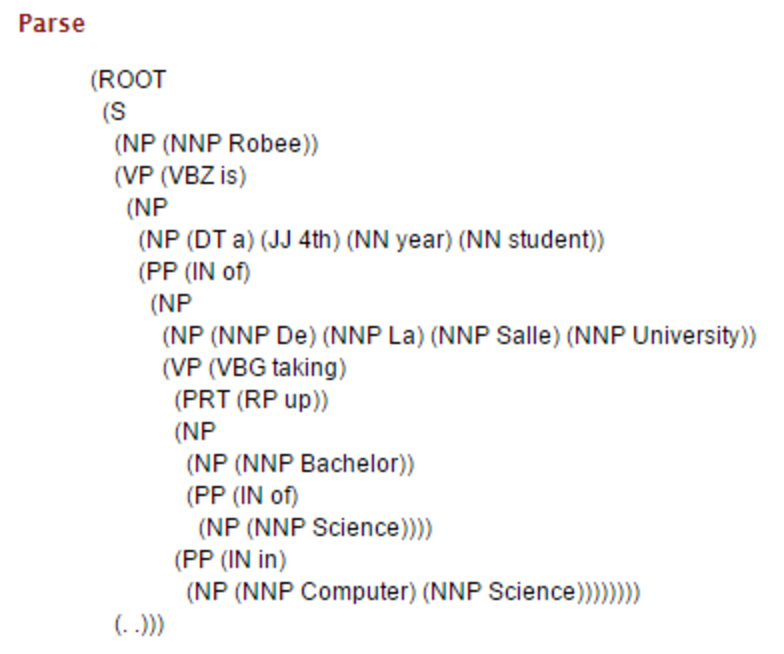 Parse
(ROOT
(S
(NP (NNP Robee))
(VP (VBZ is)
(NP
(NP (DT a) (JJ 4th) (NN year) (NN student))
(PP (IN of)
(NP
(NP (NNP De) (NNP La) (NNP Salle) (NNP University))
(VP (VBG taking)
(PRT (RP up))
(NP
(NP (NNP Bachelor))
(PP (IN of)
(NP (NNP Science))))
(PP (IN in)
(NP (NNP Computer) (NNP Science))))))))
(. .)))